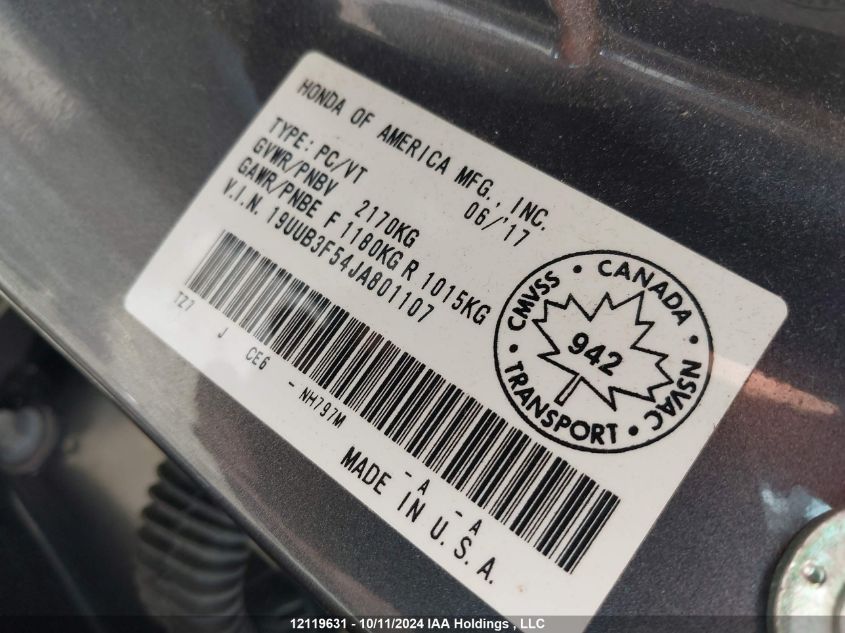 HONDA OF AMERICA MFG., INC.
06/'17
TYPE: PC/VT
GVWR/PNBV 2170KG
GAWR/PNBE F 1180KG R 1015KG
V.I.N. 19UUB3F54JA801107
TZ7 J CE6 - NH797M - A - A
MADE IN U.S.A.
CMVSS • CANADA • NSVAC • TRANSPORT •
942
12119631 - 10/11/2024 IAA Holdings , LLC